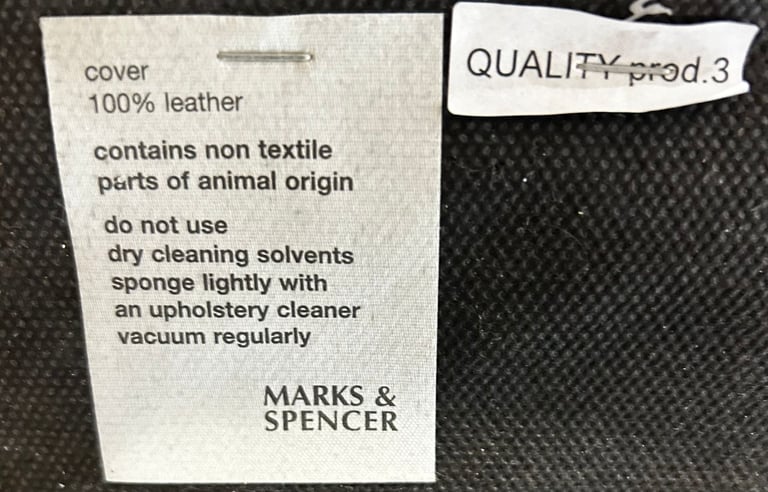 cover
100% leather
contains non textile
parts of animal origin
do not use
dry cleaning solvents
sponge lightly with
an upholstery cleaner
vacuum regularly
MARKS &
SPENCER
QUALITY prod.3